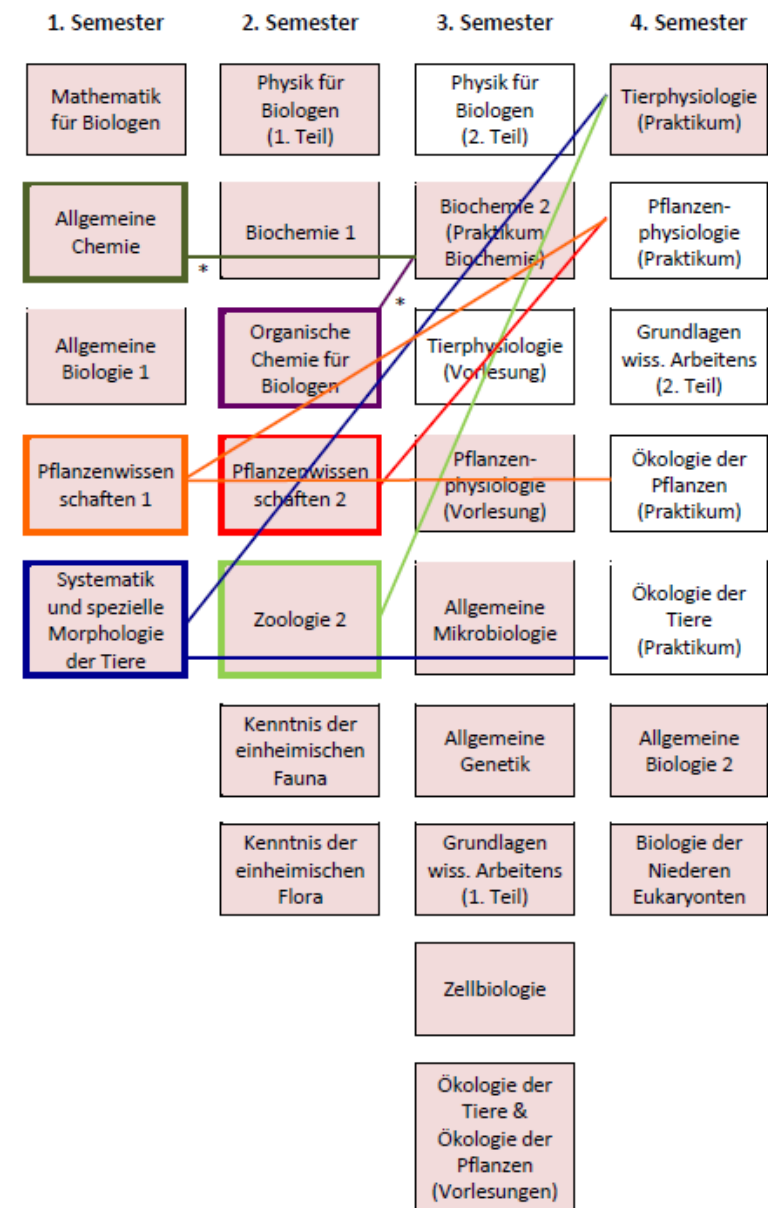 1. Semester
2. Semester
3. Semester
4. Semester
Mathematik
für Biologen
Physik für
Biologen
(1. Teil)
Physik für
Biologen
(2. Teil)
Tierphysiologie
(Praktikum)
Allgemeine
Chemie
*
Biochemie 1
Biochemie 2
(Praktikum
Biochemie)
Pflanzen-
physiologie
(Praktikum)
Allgemeine
Biologie 1
Organische
Chemie für
Biologen
*
Tierphysiologie
(Vorlesung)
Grundlagen
wiss. Arbeitens
(2. Teil)
Pflanzenwissen
schaften 1
Pflanzenwissen
schaften 2
Pflanzen-
physiologie
(Vorlesung)
Ökologie der
Pflanzen
(Praktikum)
Systematik
und spezielle
Morphologie
der Tiere
Zoologie 2
Allgemeine
Mikrobiologie
Ökologie der
Tiere
(Praktikum)
Kenntnis der
einheimischen
Fauna
Allgemeine
Genetik
Allgemeine
Biologie 2
Kenntnis der
einheimischen
Flora
Grundlagen
wiss. Arbeitens
(1. Teil)
Biologie der
Niederen
Eukaryonten
Zellbiologie
Ökologie der
Tiere &
Ökologie der
Pflanzen
(Vorlesungen)